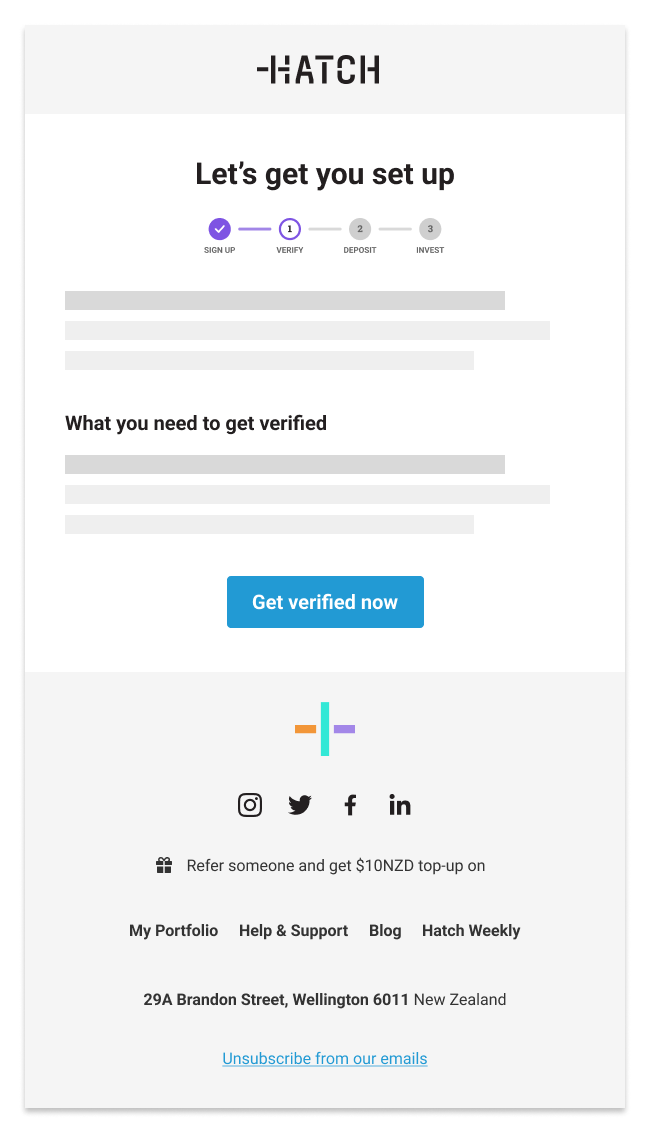 HATCH
Let's get you set up
1 2 3
SIGN UP VERIFY DEPOSIT INVEST
What you need to get verified
Get verified now
Refer someone and get $10NZD top-up on
My Portfolio Help & Support Blog Hatch Weekly
29A Brandon Street, Wellington 6011 New Zealand
Unsubscribe from our emails